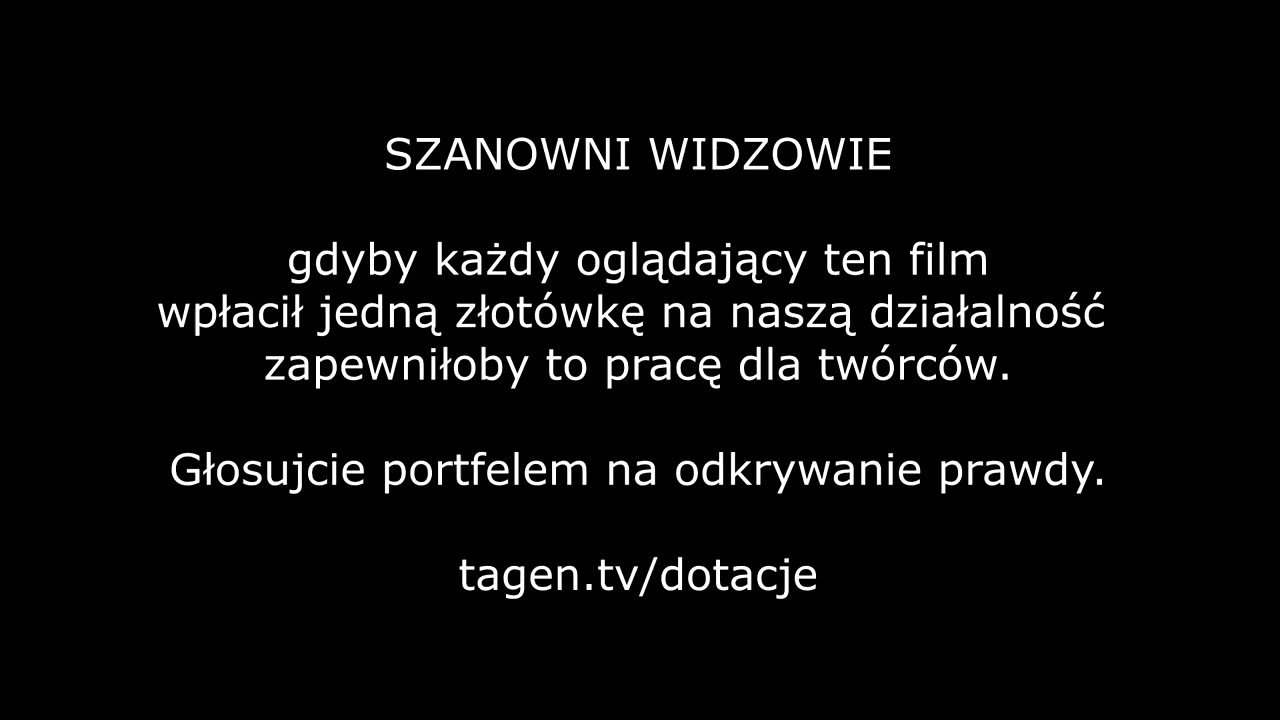 SZANOWNI WIDZOWIE
gdyby każdy oglądający ten film
wpłacił jedną złotówkę na naszą działalność
zapewniłoby to pracę dla twórców.
Głosujcie portfelem na odkrywanie prawdy.
tagen.tv/dotacje